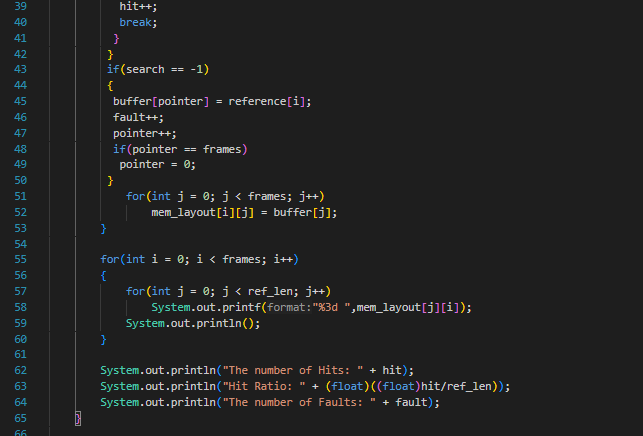 39 hit++;
40 break;
41 }
42 }
43 if(search == -1)
44 {
45 buffer[pointer] = reference[i];
46 fault++;
47 pointer++;
48 if(pointer == frames)
49 pointer = 0;
50 }
51 for(int j = 0; j < frames; j++)
52 mem_layout[i][j] = buffer[j];
53 }
54
55 for(int i = 0; i < frames; i++)
56 {
57 for(int j = 0; j < ref_len; j++)
58 System.out.printf(format:"%3d ",mem_layout[j][i]);
59 System.out.println();
60 }
61
62 System.out.println("The number of Hits: " + hit);
63 System.out.println("Hit Ratio: " + (float)((float)hit/ref_len));
64 System.out.println("The number of Faults: " + fault);
65 }
66